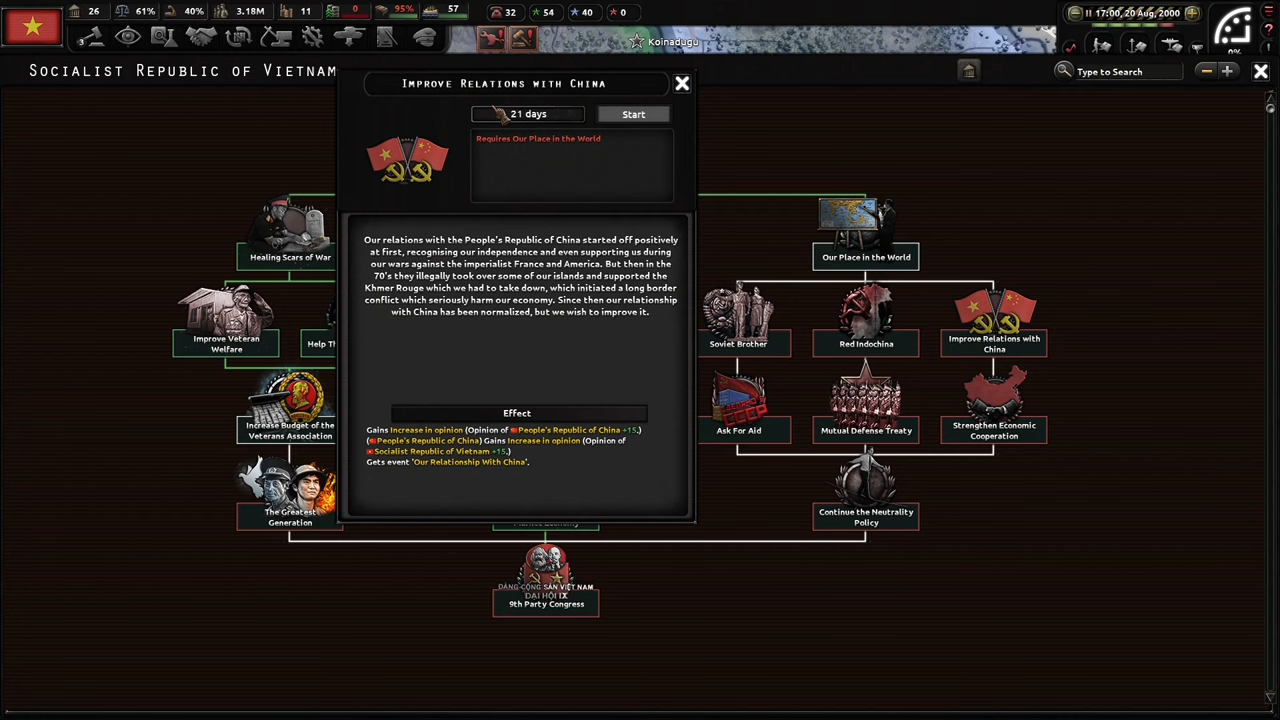 26
61%
40%
3.18M
11
0
95%
57
32
54
40
0
17:00, 20 Aug, 2000
3
Koinadugu
0%
Socialist Republic of Vietnam
Type to Search
Improve Relations with China
21 days
Start
Requires Our Place in the World
Our relations with the People's Republic of China started off positively
at first, recognising our independence and even supporting us during
our wars against the imperialist France and America. But then in the
70's they illegally took over some of our islands and supported the
Khmer Rouge which we had to take down, which initiated a long border
conflict which seriously harm our economy. Since then our relationship
with China has been normalized, but we wish to improve it.
Effect
Gains Increase in opinion (Opinion of People's Republic of China +15.)
(People's Republic of China) Gains Increase in opinion (Opinion of
Socialist Republic of Vietnam +15.)
Gets event 'Our Relationship With China'.
Healing Scars of War
Our Place in the World
Improve Veteran
Welfare
Help Th
Soviet Brother
Red Indochina
Improve Relations with
China
Increase Budget of the
Veterans Association
Ask For Aid
Mutual Defense Treaty
Strengthen Economic
Cooperation
The Greatest
Generation
Market Economy
Continue the Neutrality
Policy
ĐẢNG CỘNG SẢN VIỆT NAM
ĐẠI HỘI IX
9th Party Congress